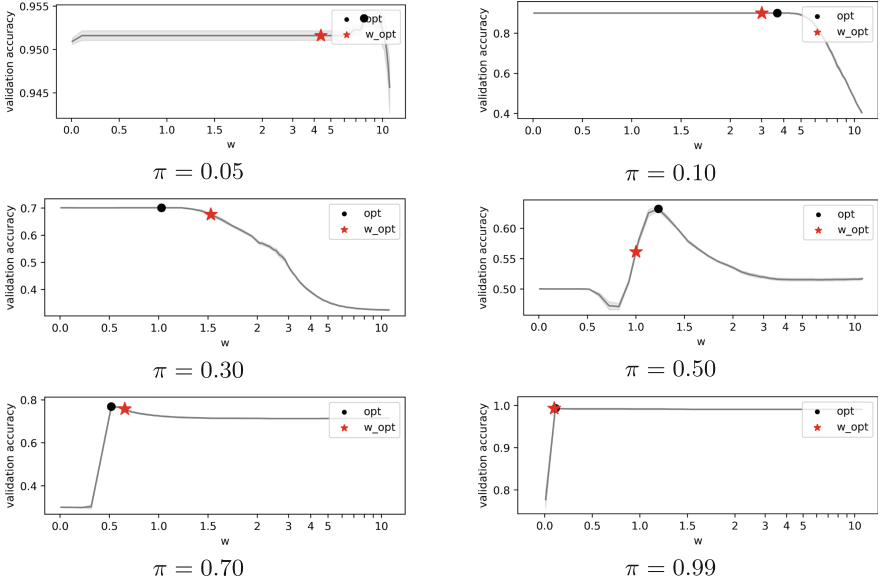 validation accuracy
0.955
0.950
0.945
opt
w_opt
0.0 0.5 1.0 1.5 2 3 4 5 10
w
π = 0.05
validation accuracy
0.8
0.6
0.4
opt
w_opt
0.0 0.5 1.0 1.5 2 3 4 5 10
w
π = 0.10
validation accuracy
0.7
0.6
0.5
0.4
opt
w_opt
0.0 0.5 1.0 1.5 2 3 4 5 10
w
π = 0.30
validation accuracy
0.60
0.55
0.50
opt
w_opt
0.0 0.5 1.0 1.5 2 3 4 5 10
w
π = 0.50
validation accuracy
0.8
0.6
0.4
opt
w_opt
0.0 0.5 1.0 1.5 2 3 4 5 10
w
π = 0.70
validation accuracy
1.0
0.9
0.8
opt
w_opt
0.0 0.5 1.0 1.5 2 3 4 5 10
w
π = 0.99